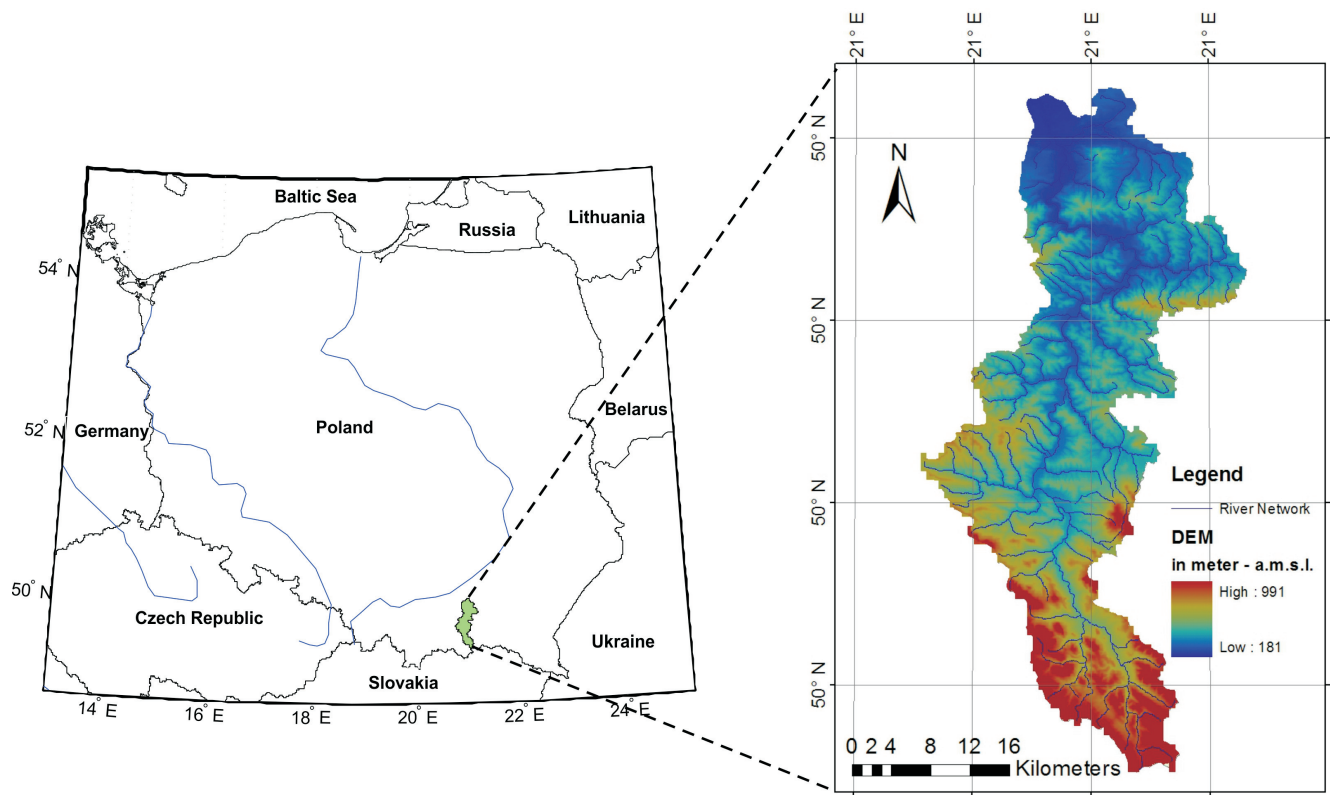 Baltic Sea
Russia
Lithuania
54° N
Belarus
52° N
Germany
Poland
50° N
Czech Republic
Ukraine
Slovakia
14° E
16° E
18° E
20° E
22° E
24° E
21° E
21° E
21° E
21° E
50° N
50° N
50° N
50° N
N
Legend
River Network
DEM
in meter - a.m.s.l.
High : 991
Low : 181
0 2 4 8 12 16
Kilometers